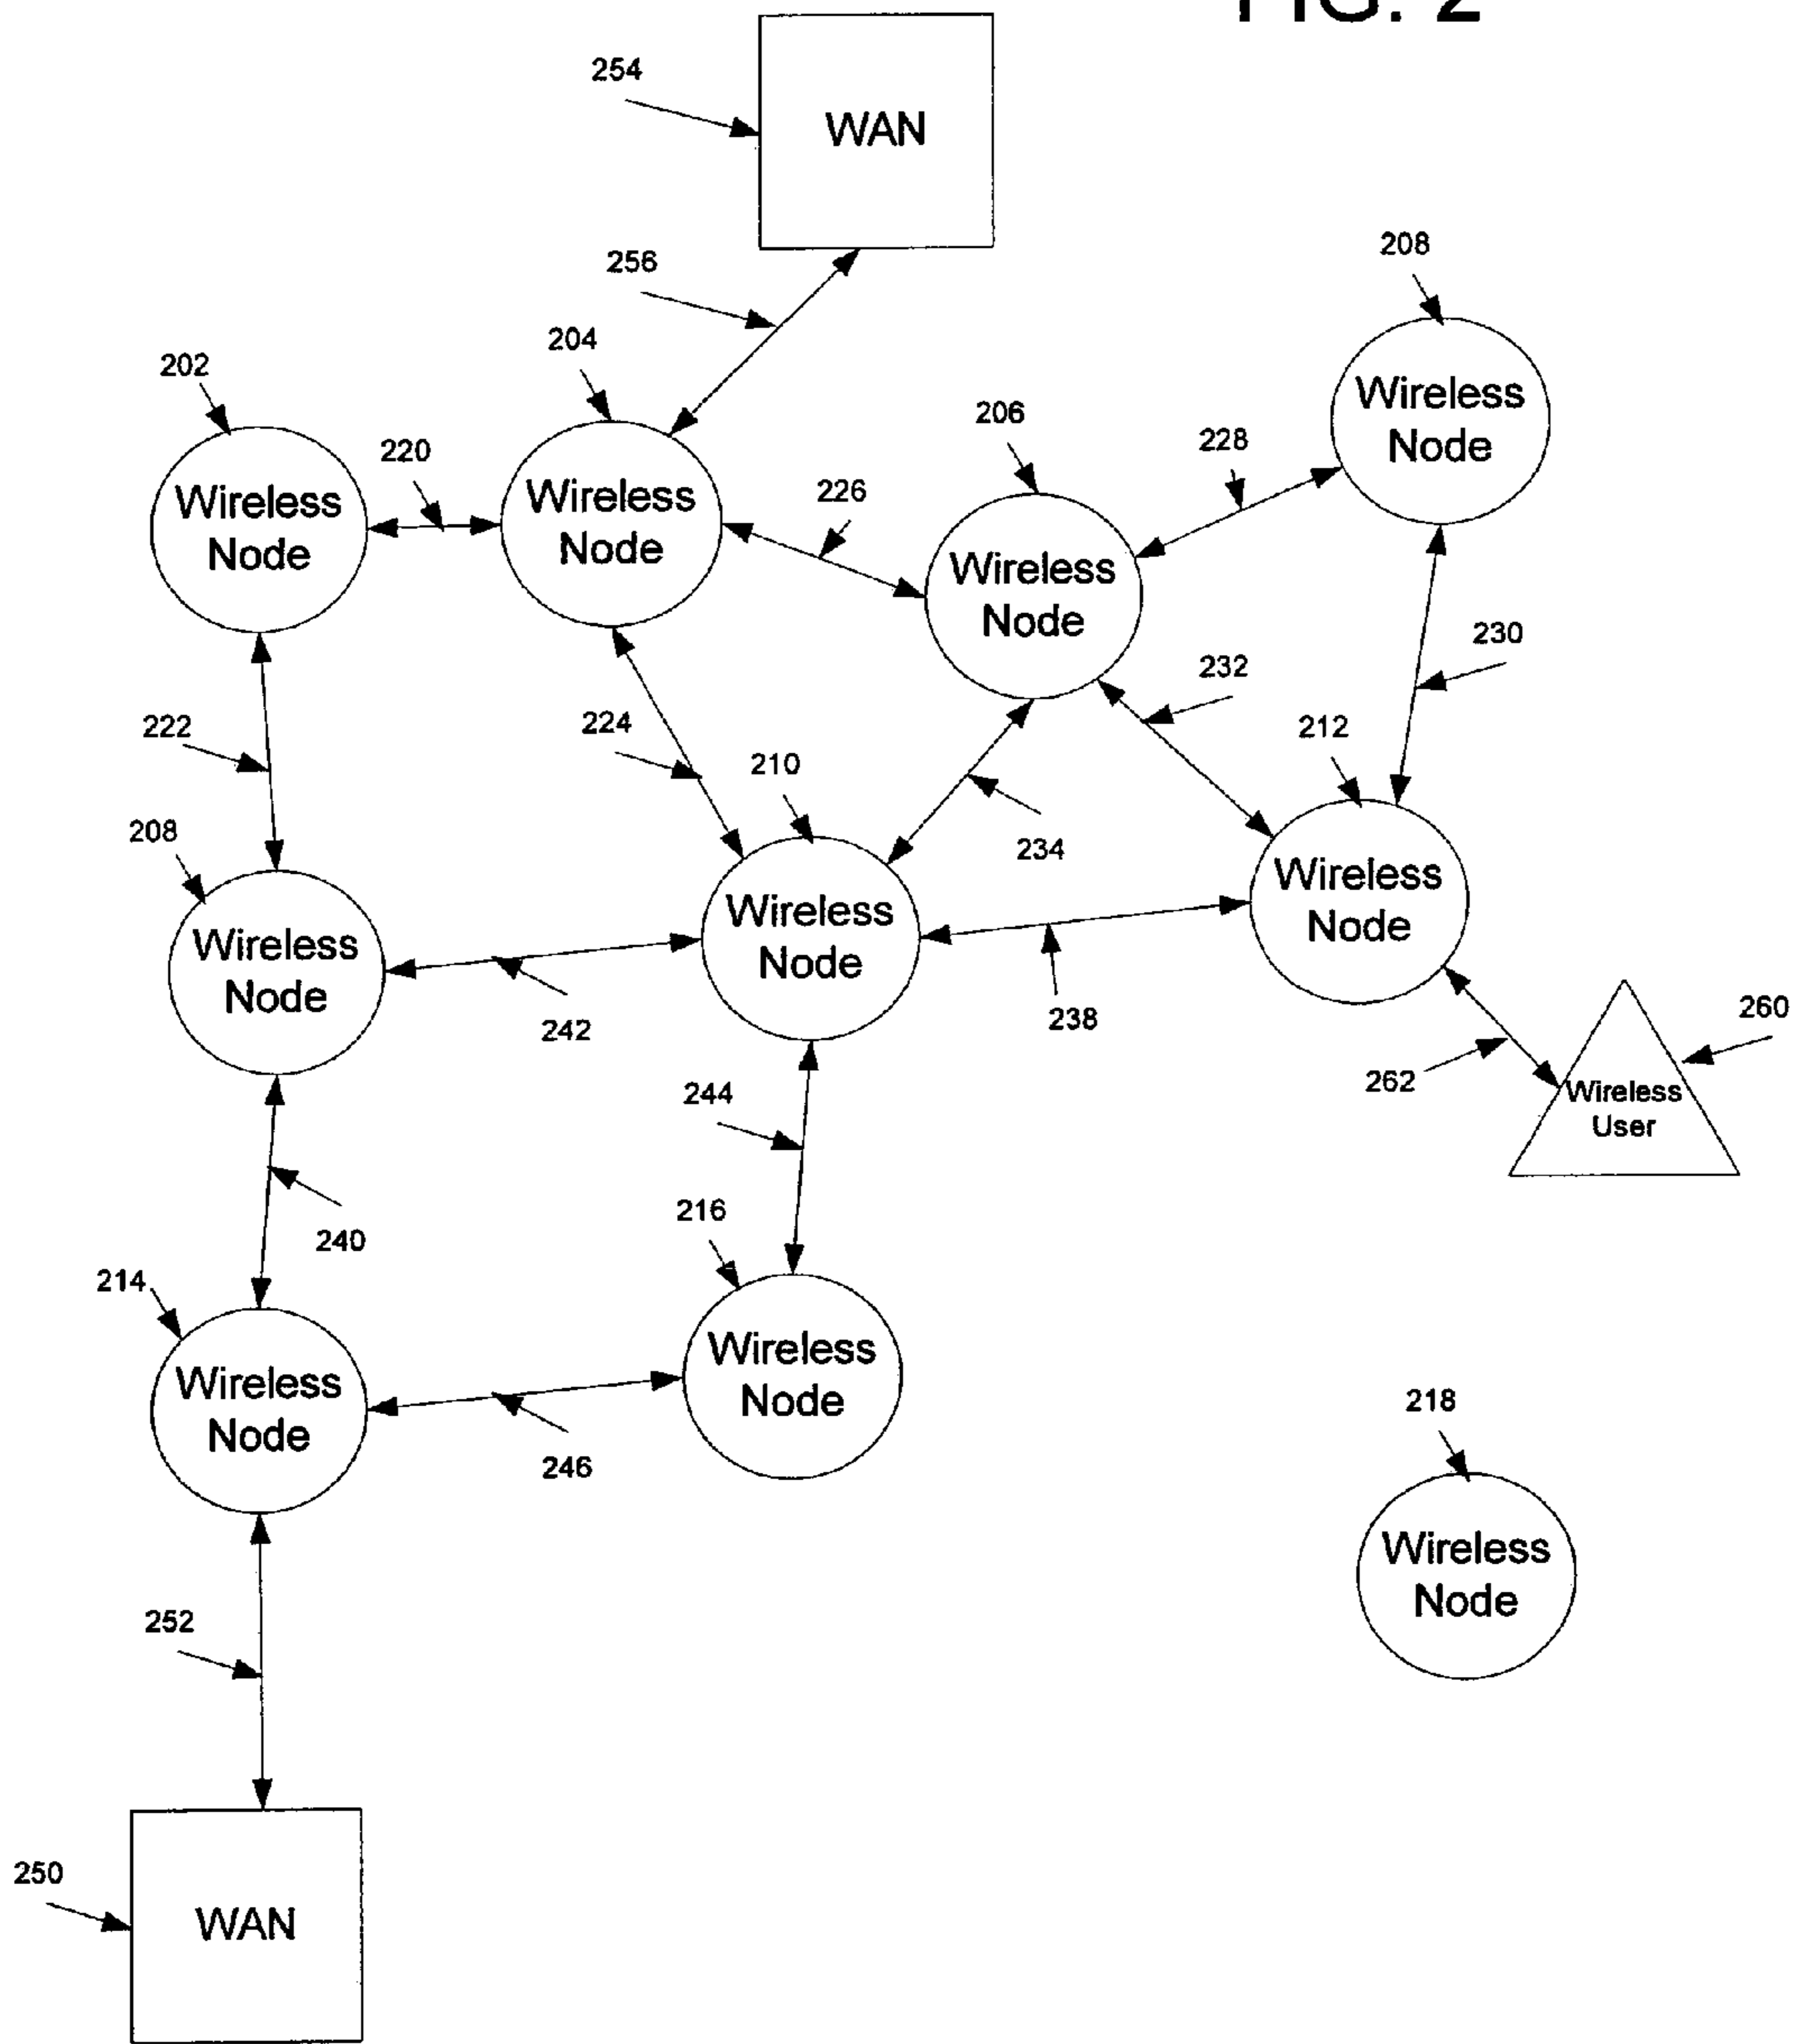 FIG. 2
254
WAN
256
208
Wireless
Node
204
202
220
Wireless
Node
Wireless
Node
226
206
228
Wireless
Node
230
232
222
224
210
212
234
208
Wireless
Node
Wireless
Node
Wireless
Node
242
238
260
262
Wireless
User
244
240
216
214
Wireless
Node
Wireless
Node
246
218
Wireless
Node
252
250
WAN